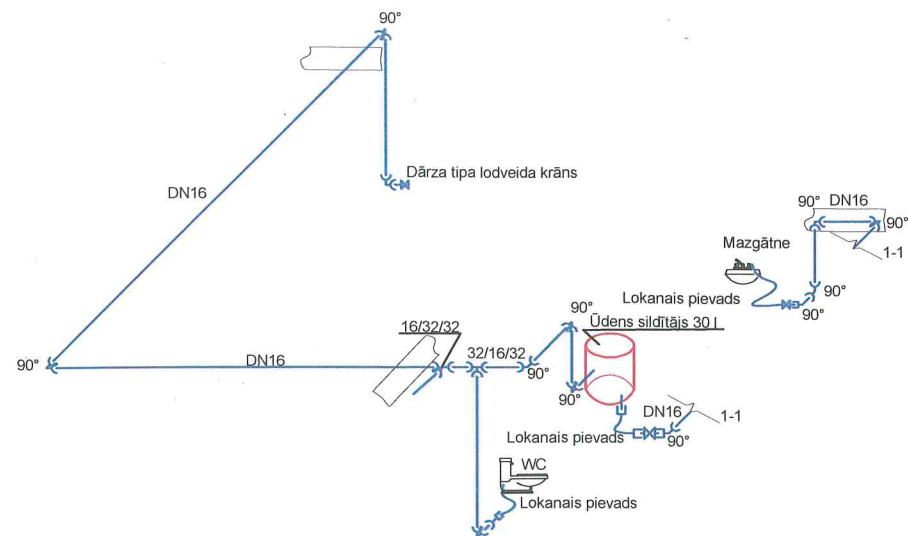 90°
Dārza tipa lodveida krāns
DN16
90° DN16 90°
Mazgātne
1-1
Lokanais pievads 90°
90°
Ūdens sildītājs 30 l
16/32/32
32/16/32
90° DN16 90°
90°
DN16 1-1
Lokanais pievads 90°
WC
Lokanais pievads